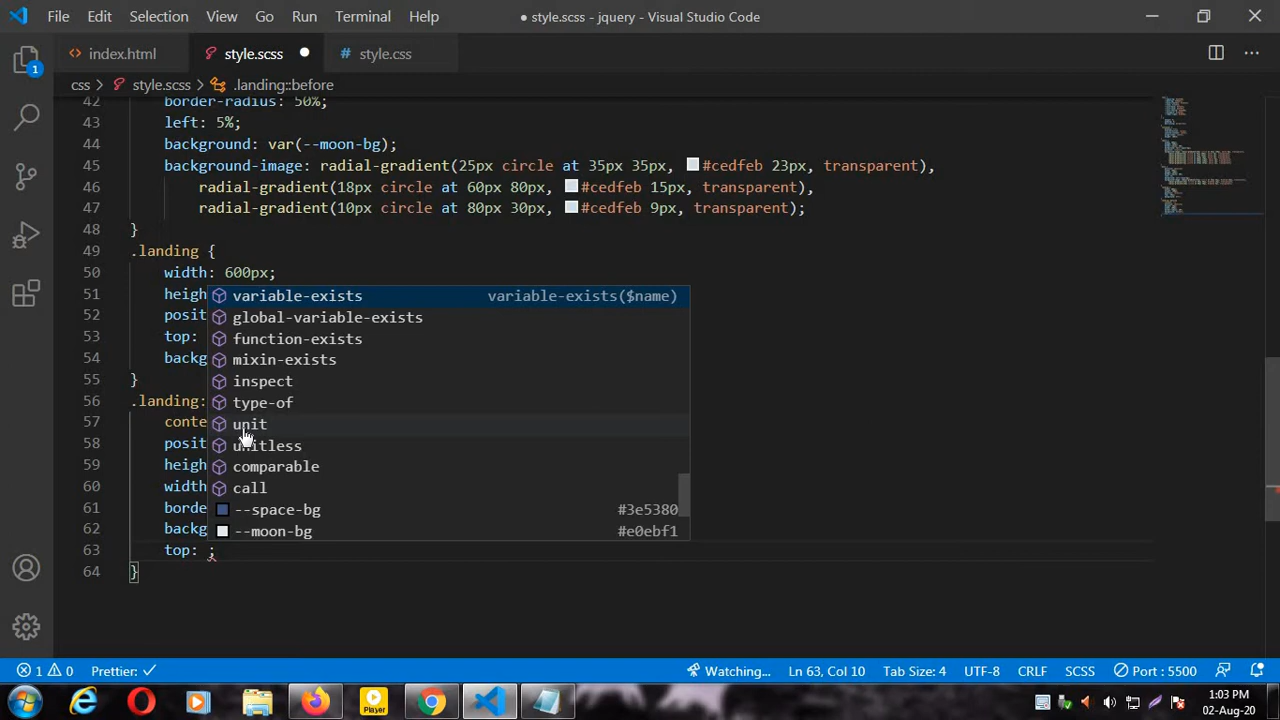 File Edit Selection View Go Run Terminal Help ● style.scss - jquery - Visual Studio Code
index.html style.scss style.css
css > style.scss > .landing::before
42 border-radius: 50%;
43 left: 5%;
44 background: var(--moon-bg);
45 background-image: radial-gradient(25px circle at 35px 35px, #cedfeb 23px, transparent),
46 radial-gradient(18px circle at 60px 80px, #cedfeb 15px, transparent),
47 radial-gradient(10px circle at 80px 30px, #cedfeb 9px, transparent);
48 }
49 .landing {
50 width: 600px;
51 heigh
52 posit
53 top:
54 backg
55 }
56 .landing:
57 conte
58 posit
59 heigh
60 width
61 borde
62 backg
63 top: ;
64 }
variable-exists variable-exists($name)
global-variable-exists
function-exists
mixin-exists
inspect
type-of
unit
unitless
comparable
call
--space-bg #3e5380
--moon-bg #e0ebf1
1
1 0 Prettier: ✓ Watching... Ln 63, Col 10 Tab Size: 4 UTF-8 CRLF SCSS Port : 5500
Player
1:03 PM
02-Aug-20